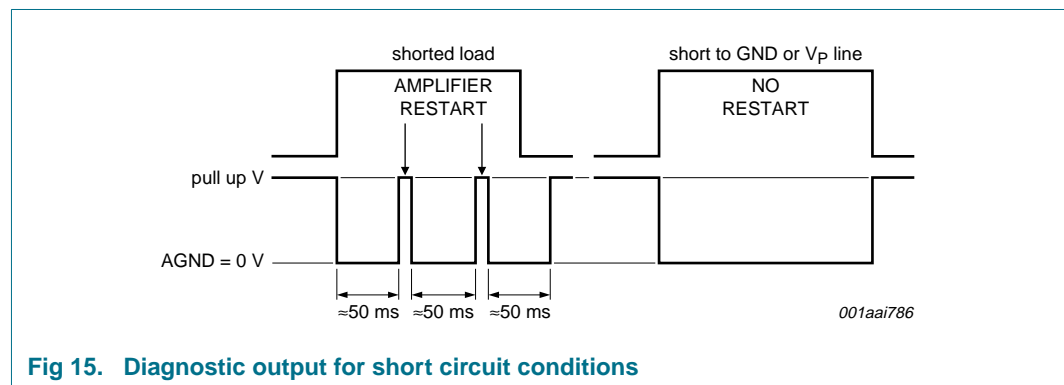 shorted load
AMPLIFIER
RESTART
short to GND or VP line
NO
RESTART
pull up V
AGND = 0 V
≈50 ms ≈50 ms ≈50 ms
001aai786
Fig 15. Diagnostic output for short circuit conditions